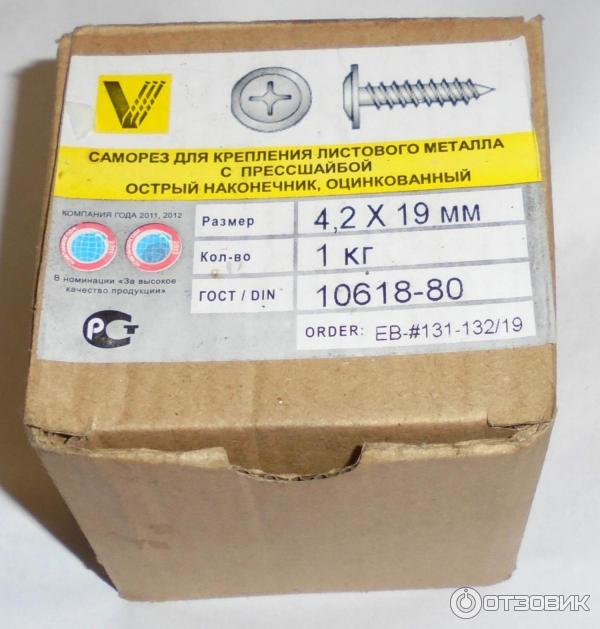 САМОРЕЗ ДЛЯ КРЕПЛЕНИЯ ЛИСТОВОГО МЕТАЛЛА
С ПРЕССШАЙБОЙ
ОСТРЫЙ НАКОНЕЧНИК, ОЦИНКОВАННЫЙ
КОМПАНИЯ ГОДА 2011, 2012
В номинации «За высокое
качество продукции»
РСТ
Размер 4,2 X 19 мм
Кол-во 1 кг
ГОСТ / DIN 10618-80
ORDER: EB-#131-132/19
ОТЗОВИК